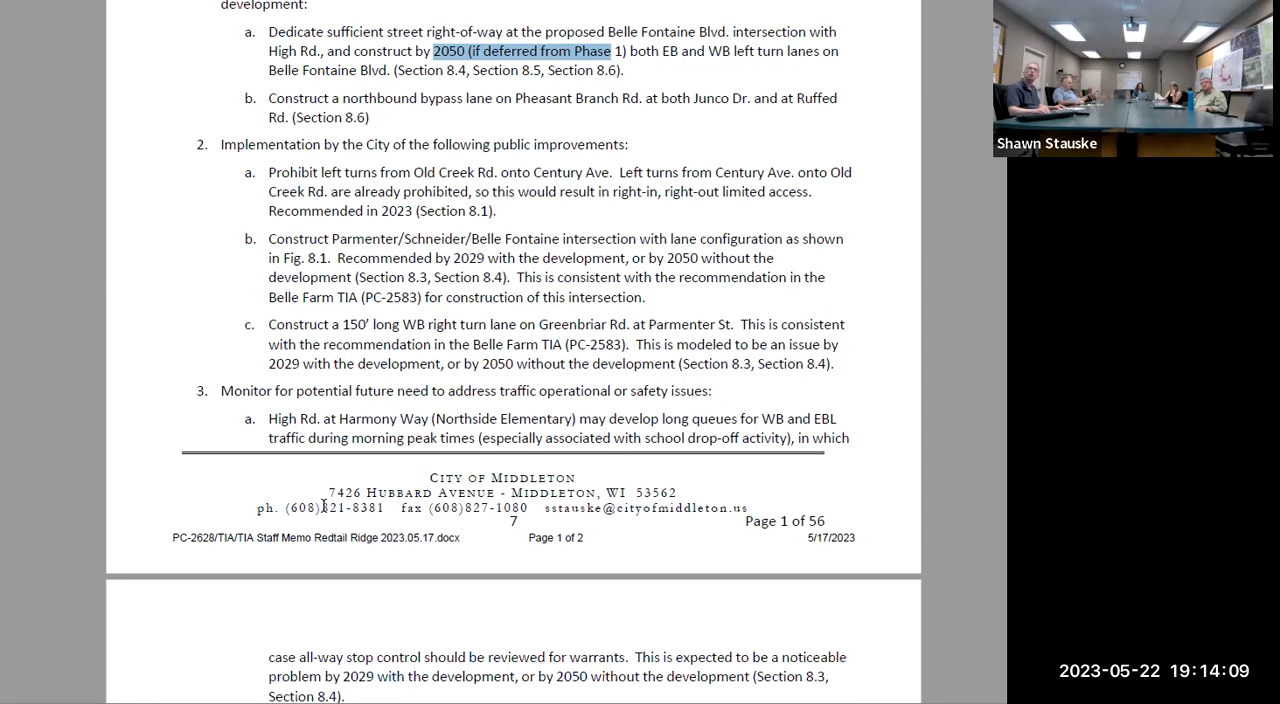 development:
a. Dedicate sufficient street right-of-way at the proposed Belle Fontaine Blvd. intersection with
High Rd., and construct by 2050 (if deferred from Phase 1) both EB and WB left turn lanes on
Belle Fontaine Blvd. (Section 8.4, Section 8.5, Section 8.6).
b. Construct a northbound bypass lane on Pheasant Branch Rd. at both Junco Dr. and at Ruffed
Rd. (Section 8.6)
2. Implementation by the City of the following public improvements:
a. Prohibit left turns from Old Creek Rd. onto Century Ave. Left turns from Century Ave. onto Old
Creek Rd. are already prohibited, so this would result in right-in, right-out limited access.
Recommended in 2023 (Section 8.1).
b. Construct Parmenter/Schneider/Belle Fontaine intersection with lane configuration as shown
in Fig. 8.1. Recommended by 2029 with the development, or by 2050 without the
development (Section 8.3, Section 8.4). This is consistent with the recommendation in the
Belle Farm TIA (PC-2583) for construction of this intersection.
c. Construct a 150' long WB right turn lane on Greenbriar Rd. at Parmenter St. This is consistent
with the recommendation in the Belle Farm TIA (PC-2583). This is modeled to be an issue by
2029 with the development, or by 2050 without the development (Section 8.3, Section 8.4).
3. Monitor for potential future need to address traffic operational or safety issues:
a. High Rd. at Harmony Way (Northside Elementary) may develop long queues for WB and EBL
traffic during morning peak times (especially associated with school drop-off activity), in which
CITY OF MIDDLETON
7426 HUBBARD AVENUE - MIDDLETON, WI 53562
ph. (608)821-8381 fax (608)827-1080 sstauske@cityofmiddleton.us
7 Page 1 of 56
PC-2628/TIA/TIA Staff Memo Redtail Ridge 2023.05.17.docx Page 1 of 2 5/17/2023
case all-way stop control should be reviewed for warrants. This is expected to be a noticeable
problem by 2029 with the development, or by 2050 without the development (Section 8.3,
Section 8.4).
Shawn Stauske
2023-05-22 19:14:09